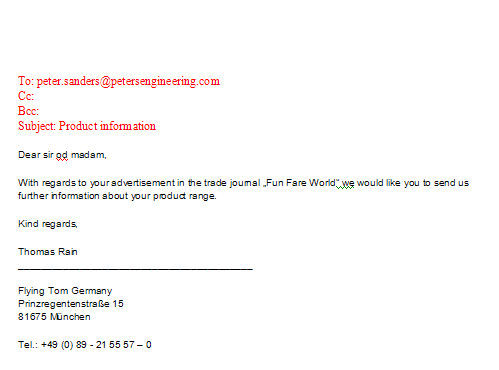 To: peter.sanders@petersengineering.com
Cc:
Bcc:
Subject: Product information
Dear sir od madam,
With regards to your advertisement in the trade journal „Fun Fare World“ we would like you to send us
further information about your product range.
Kind regards,
Thomas Rain
Flying Tom Germany
Prinzregentenstraße 15
81675 München
Tel.: +49 (0) 89 - 21 55 57 – 0